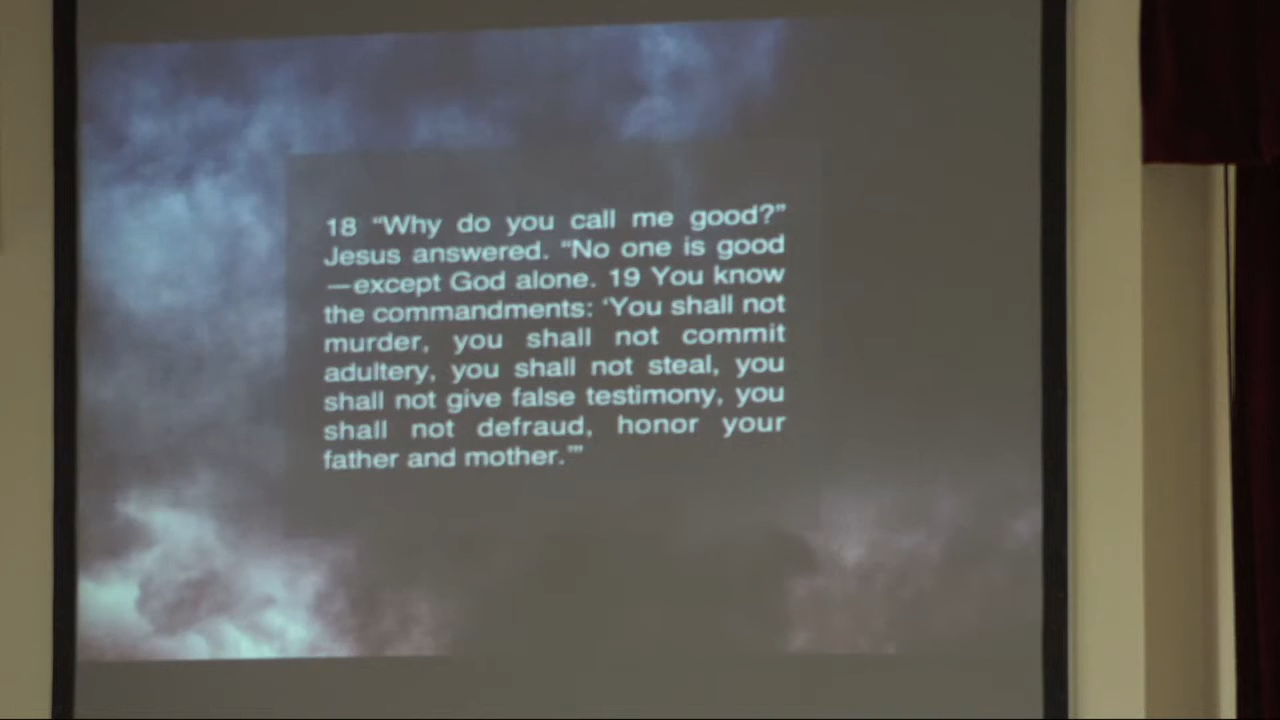 18 “Why do you call me good?”
Jesus answered. “No one is good
—except God alone. 19 You know
the commandments: ‘You shall not
murder, you shall not commit
adultery, you shall not steal, you
shall not give false testimony, you
shall not defraud, honor your
father and mother.’”